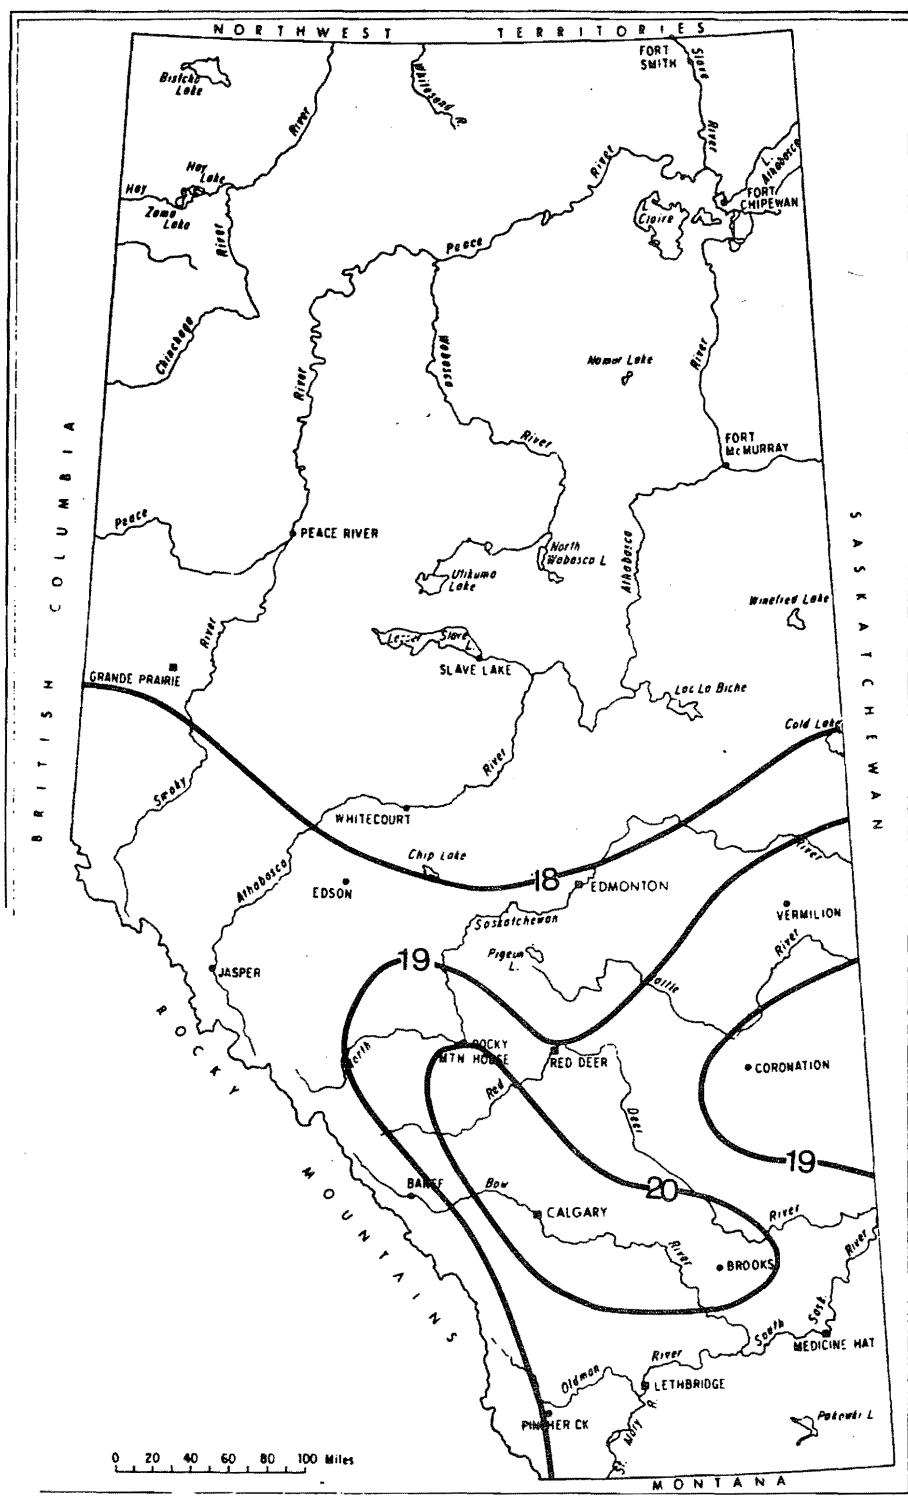 NORTHWEST TERRITORIES
FORT
SMITH
Slave
River
Bistcho
Lake
Whitesand R.
River
L. Athabasca
Hay
Hay
Lake
Zama
Lake
River
River
L.
Claire
FORT
CHIPEWAN
Peace
Chinchaga
River
Wabasca
Namur Lake
River
River
FORT
McMURRAY
BRITISH COLUMBIA
SASKATCHEWAN
Peace
PEACE RIVER
North
Wabasca L
Athabasca
Utikuma
Lake
Winefred Lake
River
Lesser Slave
L.
SLAVE LAKE
GRANDE PRAIRIE
Lac La Biche
Cold Lake
Smoky
River
WHITECOURT
Chip Lake
River
Athabasca
EDSON
18
EDMONTON
VERMILION
Saskatchewan
River
Pigeon
L.
19
JASPER
Battle
ROCKY MOUNTAINS
North
ROCKY
MTN HOUSE
RED DEER
CORONATION
Red
Deer
19
BANFF
Bow
20
CALGARY
River
River
River
BROOKS
South
Sask.
MEDICINE HAT
River
Oldman
LETHBRIDGE
PINCHER CK
St. Mary R.
Pakowki L
0 20 40 60 80 100 Miles
MONTANA